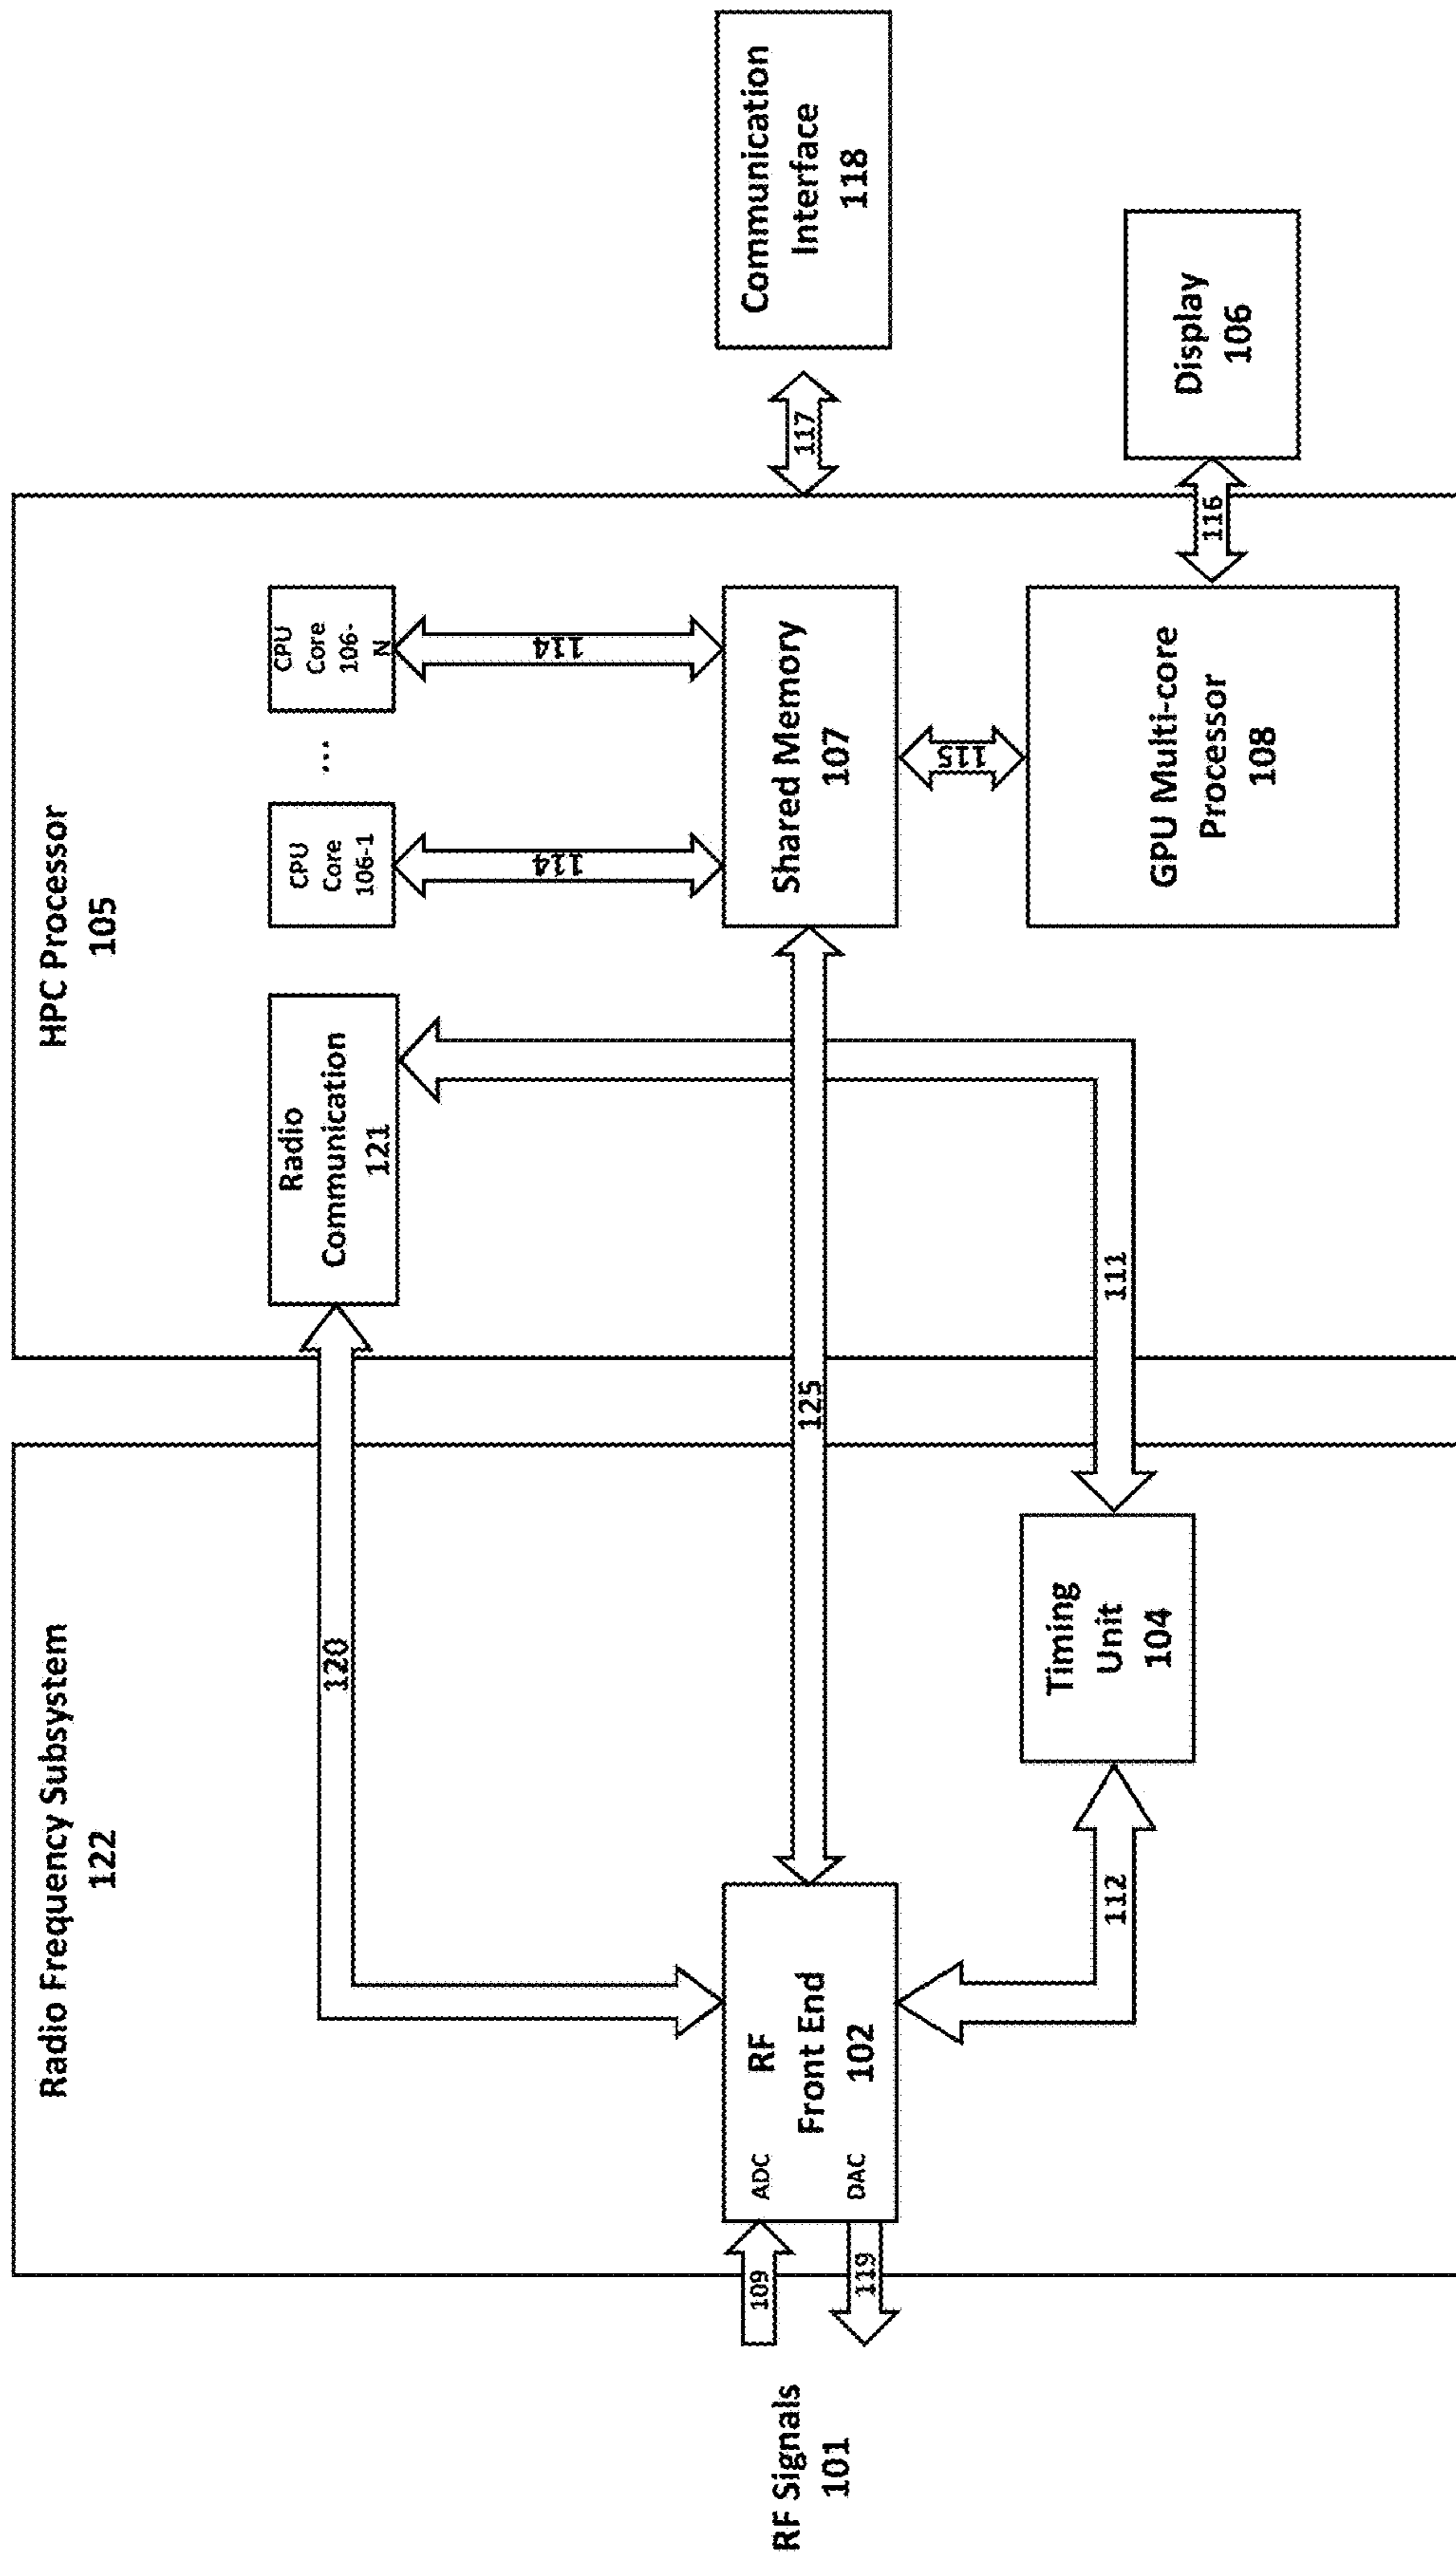 Radio Frequency Subsystem
122
HPC Processor
105
RF Signals
101
109
119
ADC
DAC
RF
Front End
102
120
125
112
Timing
Unit
104
111
Radio
Communication
121
CPU
Core
106-1
...
CPU
Core
106-
N
114
114
Shared Memory
107
115
GPU Multi-core
Processor
108
117
Communication
Interface
118
116
Display
106